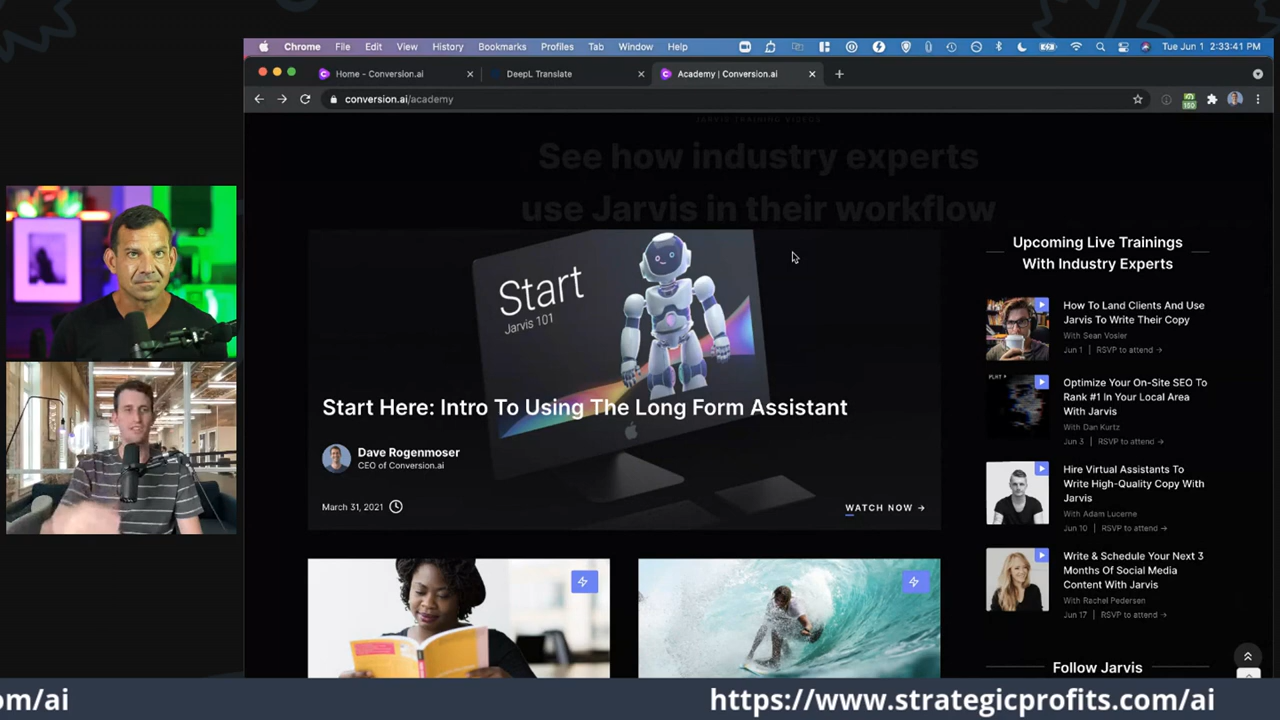 Chrome File Edit View History Bookmarks Profiles Tab Window Help
Tue Jun 1 2:33:41 PM
Home - Conversion.ai
DeepL Translate
Academy | Conversion.ai
conversion.ai/academy
150
JARVIS TRAINING VIDEOS
See how industry experts
use Jarvis in their workflow
Start
Jarvis 101
Start Here: Intro To Using The Long Form Assistant
Dave Rogenmoser
CEO of Conversion.ai
March 31, 2021
WATCH NOW →
Upcoming Live Trainings
With Industry Experts
How To Land Clients And Use
Jarvis To Write Their Copy
With Sean Vosler
Jun 1 | RSVP to attend →
Optimize Your On-Site SEO To
Rank #1 In Your Local Area
With Jarvis
With Dan Kurtz
Jun 3 | RSVP to attend →
Hire Virtual Assistants To
Write High-Quality Copy With
Jarvis
With Adam Lucerne
Jun 10 | RSVP to attend →
Write & Schedule Your Next 3
Months Of Social Media
Content With Jarvis
With Rachel Pedersen
Jun 17 | RSVP to attend →
Follow Jarvis
om/ai
https://www.strategicprofits.com/ai